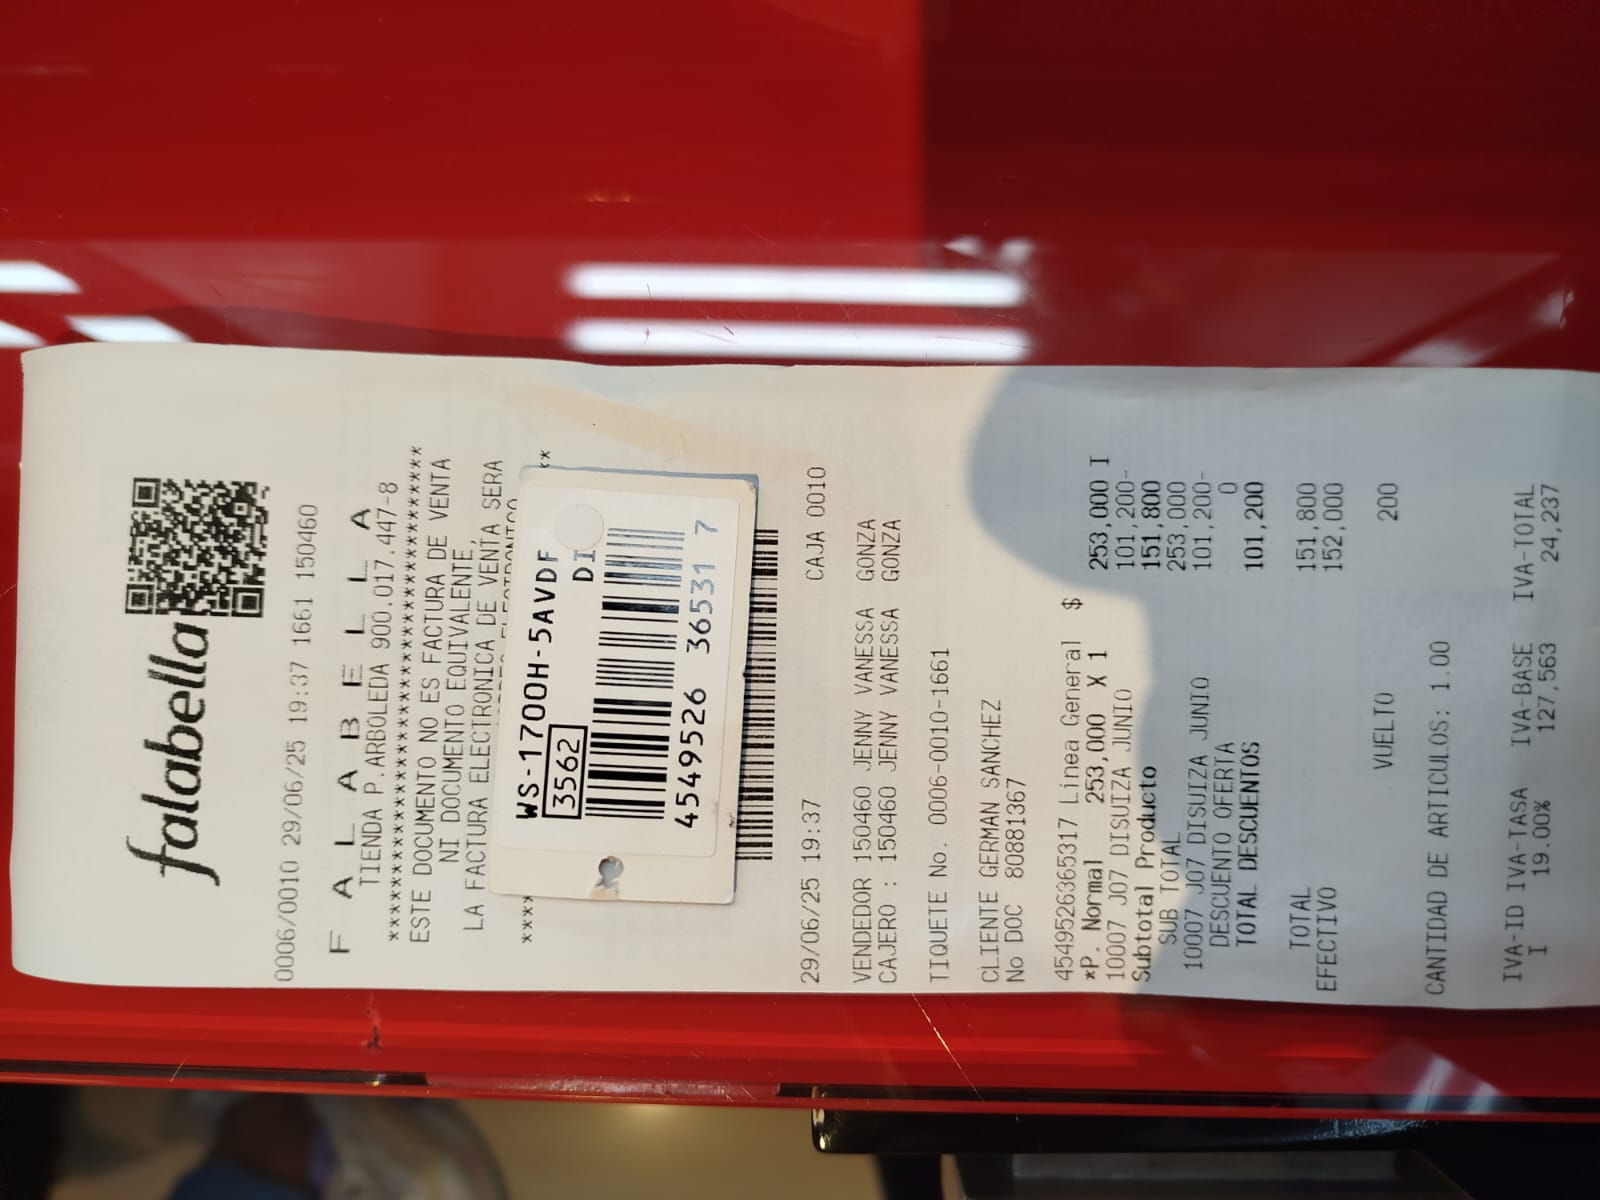 falabella
0006/0010 29/06/25 19:37 1661 150460
F A L A B E L L A
TIENDA P.ARBOLEDA 900.017.447-8
ESTE DOCUMENTO NO ES FACTURA DE VENTA
NI DOCUMENTO EQUIVALENTE,
LA FACTURA ELECTRONICA DE VENTA SERA
WS-1700H-5AVDF
3562 DI
4549526 36531 7
29/06/25 19:37 CAJA 0010
VENDEDOR 150460 JENNY VANESSA GONZA
CAJERO : 150460 JENNY VANESSA GONZA
TIQUETE No. 0006-0010-1661
CLIENTE GERMAN SANCHEZ
No DOC 80881367
4549526365317 Linea General $
*P. Normal 253,000 X 1 253,000 I
10007 J07 DISUIZA JUNIO 101,200-
Subtotal Producto 151,800
SUB TOTAL 253,000
10007 J07 DISUIZA JUNIO 101,200-
DESCUENTO OFERTA 0
TOTAL DESCUENTOS 101,200
TOTAL 151,800
EFECTIVO 152,000
VUELTO 200
CANTIDAD DE ARTICULOS: 1.00
IVA-ID IVA-TASA IVA-BASE IVA-TOTAL
I 19.00% 127,563 24,237